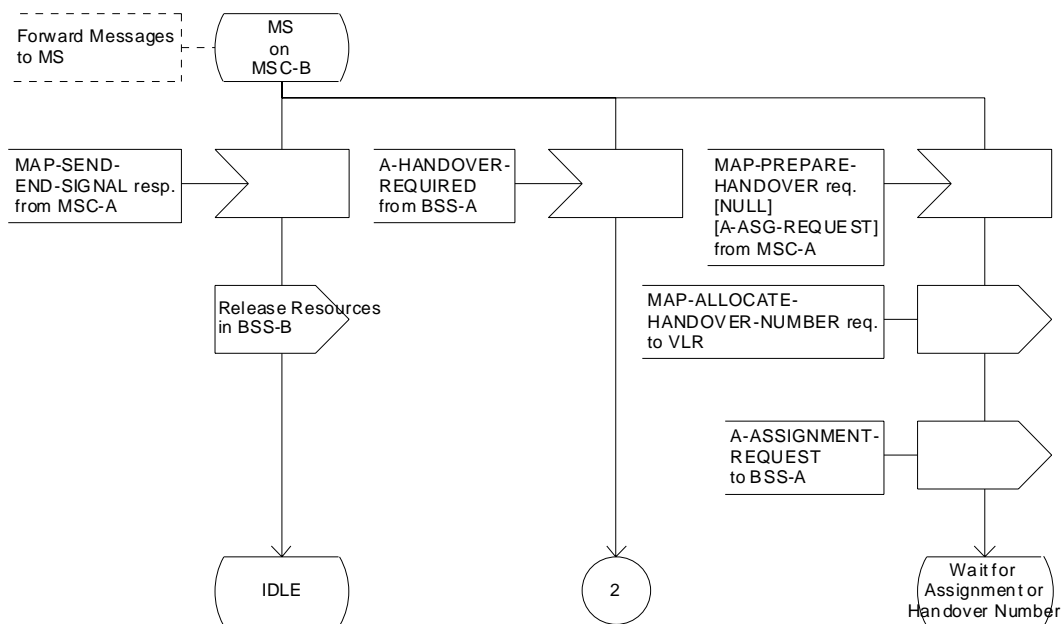 Forward Messages
to MS
MS
on
MSC-B
MAP-SEND-
END-SIGNAL resp.
from MSC-A
A-HANDOVER-
REQUIRED
from BSS-A
MAP-PREPARE-
HANDOVER req.
[NULL]
[A-ASG-REQUEST]
from MSC-A
Release Resources
in BSS-B
MAP-ALLOCATE-
HANDOVER-NUMBER req.
to VLR
A-ASSIGNMENT-
REQUEST
to BSS-A
IDLE
2
Wait for
Assignment or
Handover Number